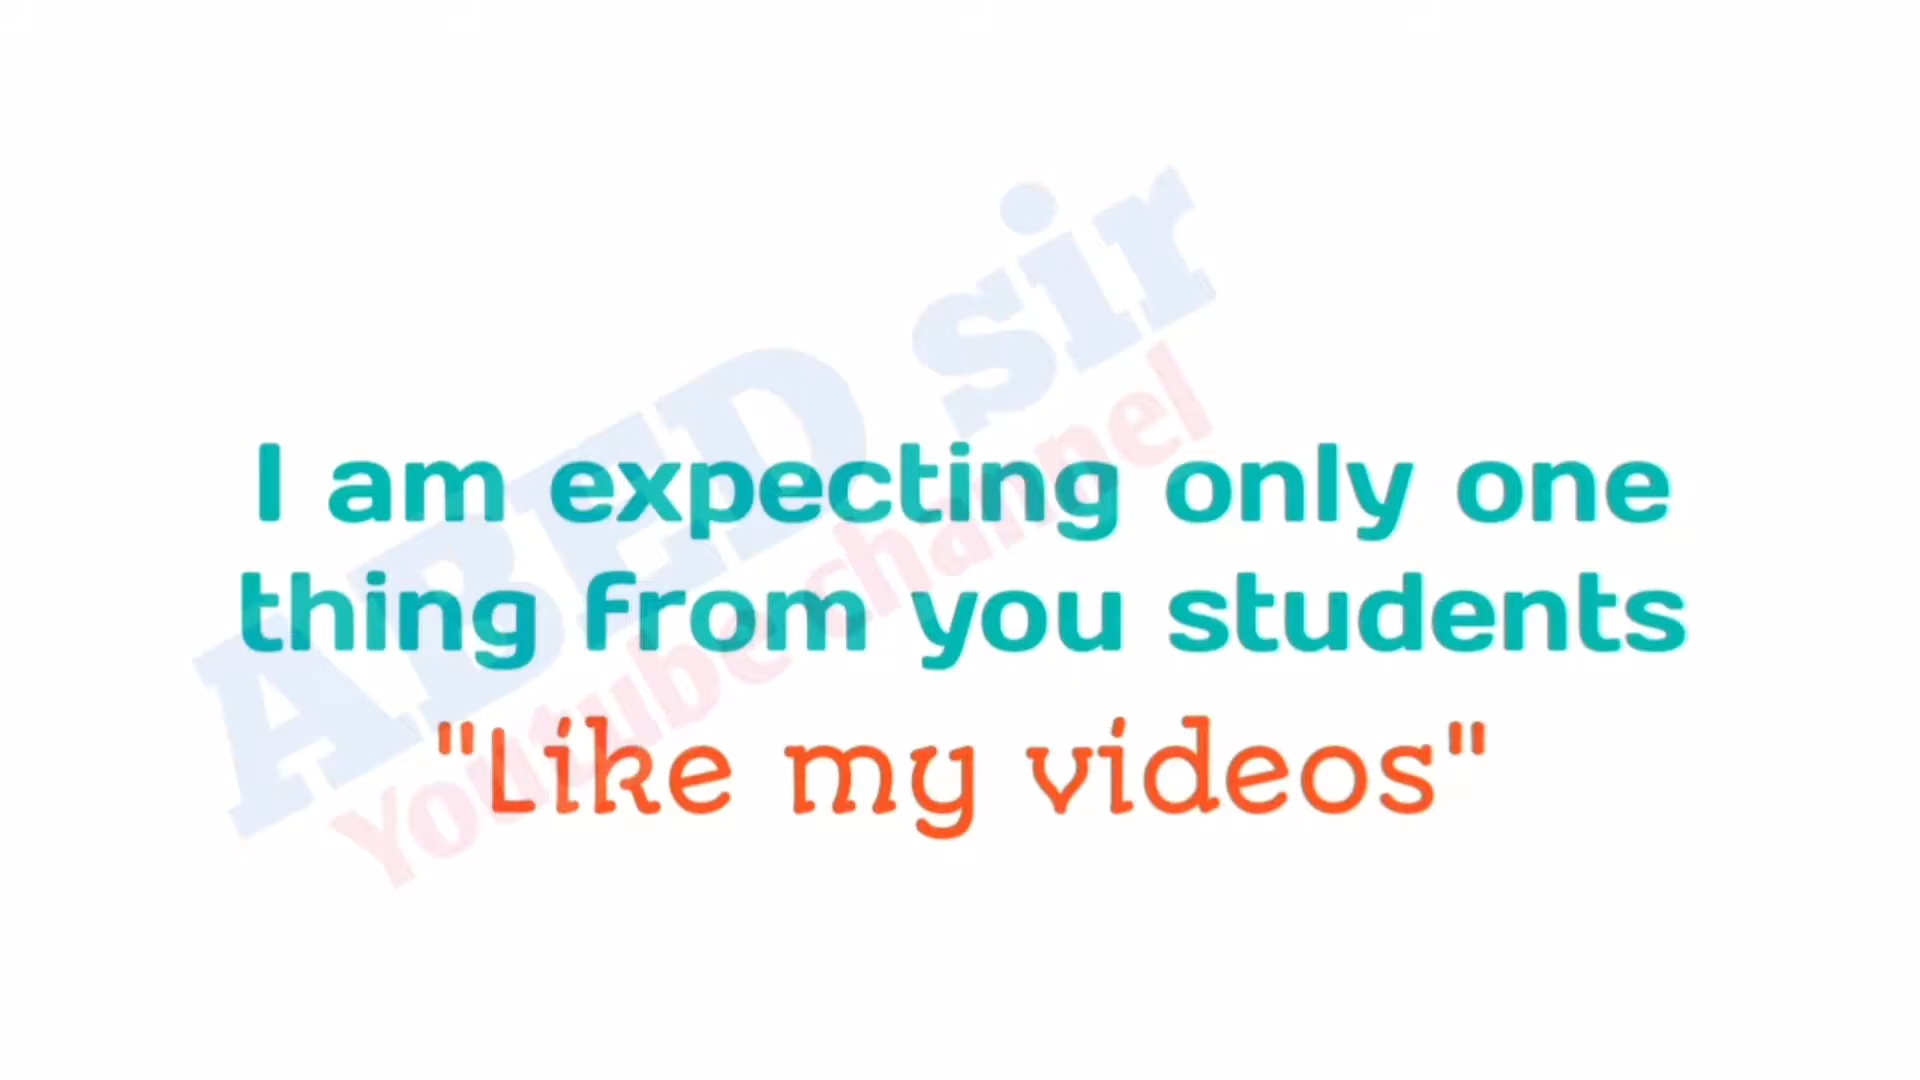 ABED sir
Youtube channel
I am expecting only one
thing from you students
"Like my videos"